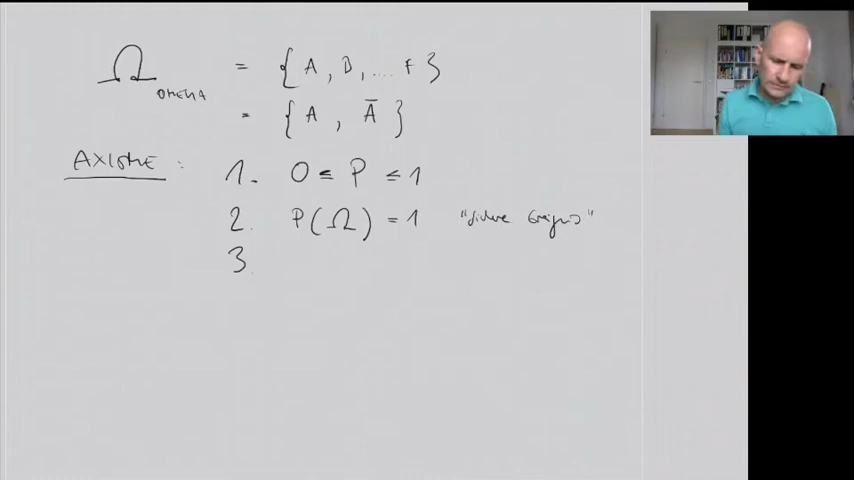 Ω = { A , B , .... F }
OMEGA
= { A , Ā }
AXIOME :
1. 0 ≤ P ≤ 1
2. P(Ω) = 1 "sichere Ereignis"
3.